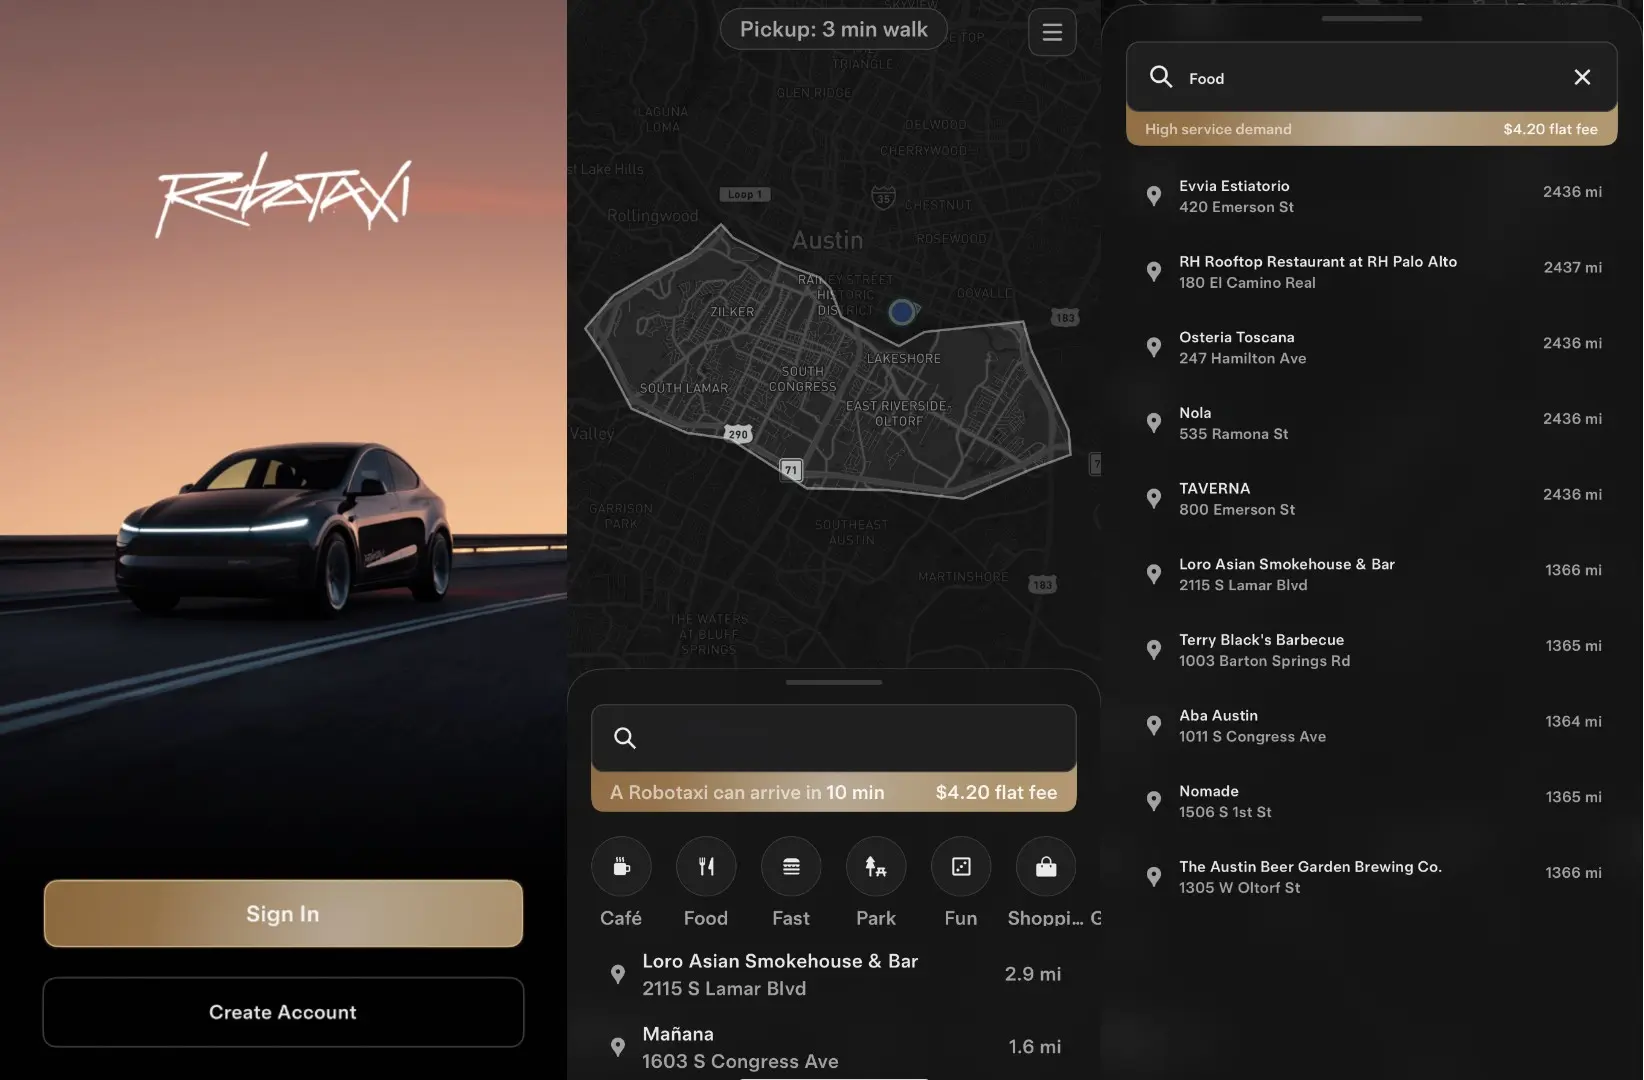 RoboTAXI
Sign In
Create Account
Pickup: 3 min walk
SKYVIEW
TRIANGLE
GLEN RIDGE
LAGUNA
LOMA
DELWOOD
CHERRYWOOD
st Lake Hills
Loop 1
35
CHESTNUT
Rollingwood
Austin
ROSEWOOD
RAINEY STREET
HISTORIC
DISTRICT
GOVALLE
ZILKER
183
LAKESHORE
SOUTH
CONGRESS
SOUTH LAMAR
EAST RIVERSIDE-
OLTORF
Valley
290
71
7
GARRISON
PARK
SOUTHEAST
AUSTIN
MARTINSHORE
183
THE WATERS
AT BLUFF
SPRINGS
A Robotaxi can arrive in 10 min $4.20 flat fee
Café Food Fast Park Fun Shoppi... G
Loro Asian Smokehouse & Bar
2115 S Lamar Blvd
2.9 mi
Mañana
1603 S Congress Ave
1.6 mi
Food
High service demand $4.20 flat fee
Evvia Estiatorio
420 Emerson St
2436 mi
RH Rooftop Restaurant at RH Palo Alto
180 El Camino Real
2437 mi
Osteria Toscana
247 Hamilton Ave
2436 mi
Nola
535 Ramona St
2436 mi
TAVERNA
800 Emerson St
2436 mi
Loro Asian Smokehouse & Bar
2115 S Lamar Blvd
1366 mi
Terry Black's Barbecue
1003 Barton Springs Rd
1365 mi
Aba Austin
1011 S Congress Ave
1364 mi
Nomade
1506 S 1st St
1365 mi
The Austin Beer Garden Brewing Co.
1305 W Oltorf St
1366 mi